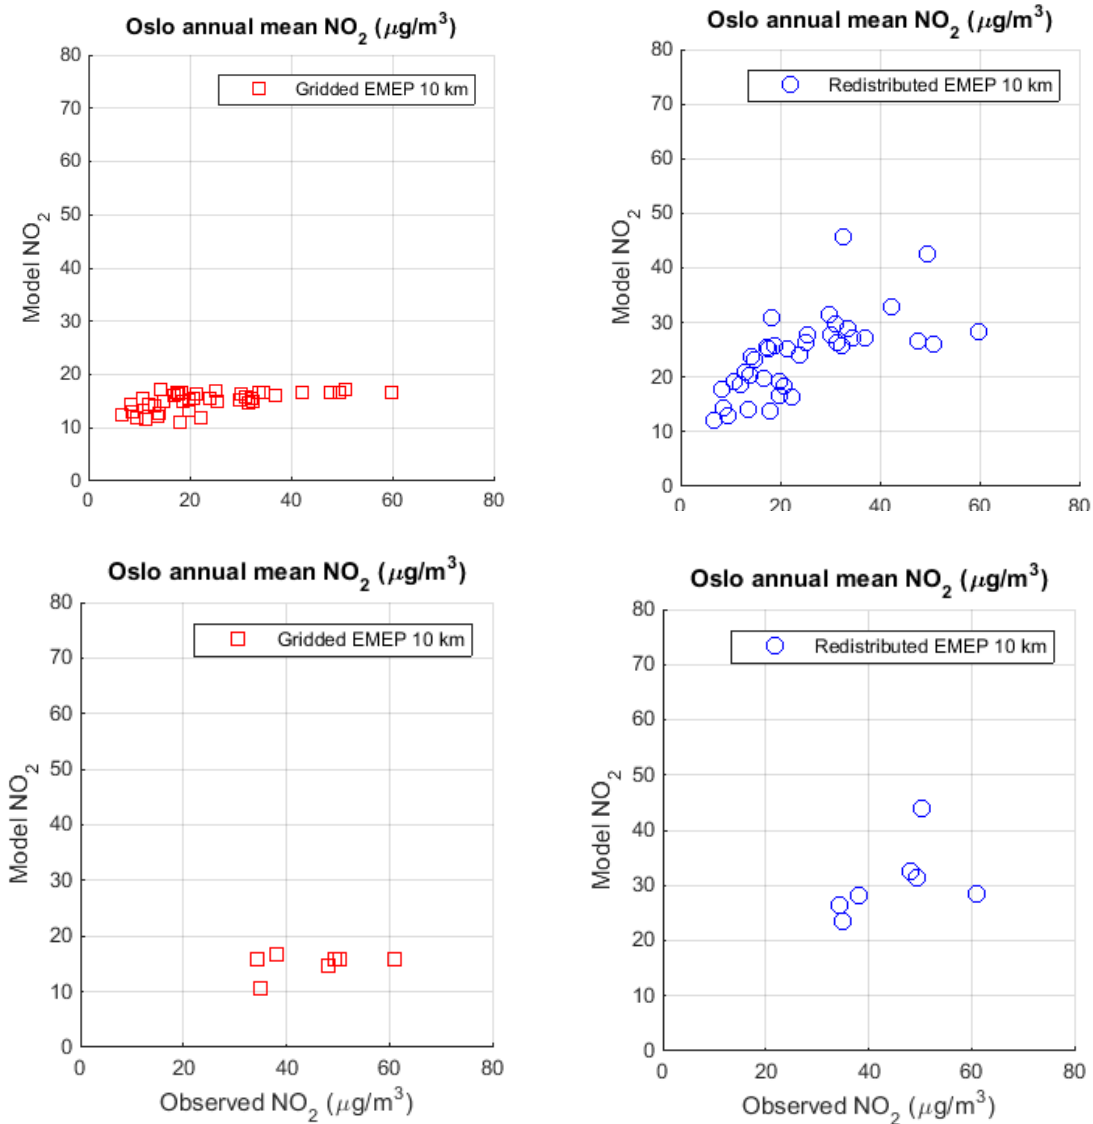 Oslo annual mean NO2 (μg/m3)
Gridded EMEP 10 km
Model NO2
80
70
60
50
40
30
20
10
0
0 20 40 60 80
Oslo annual mean NO2 (μg/m3)
Redistributed EMEP 10 km
Model NO2
80
70
60
50
40
30
20
10
0
0 20 40 60 80
Oslo annual mean NO2 (μg/m3)
Gridded EMEP 10 km
Model NO2
80
70
60
50
40
30
20
10
0
0 20 40 60 80
Observed NO2 (μg/m3)
Oslo annual mean NO2 (μg/m3)
Redistributed EMEP 10 km
Model NO2
80
70
60
50
40
30
20
10
0
0 20 40 60 80
Observed NO2 (μg/m3)